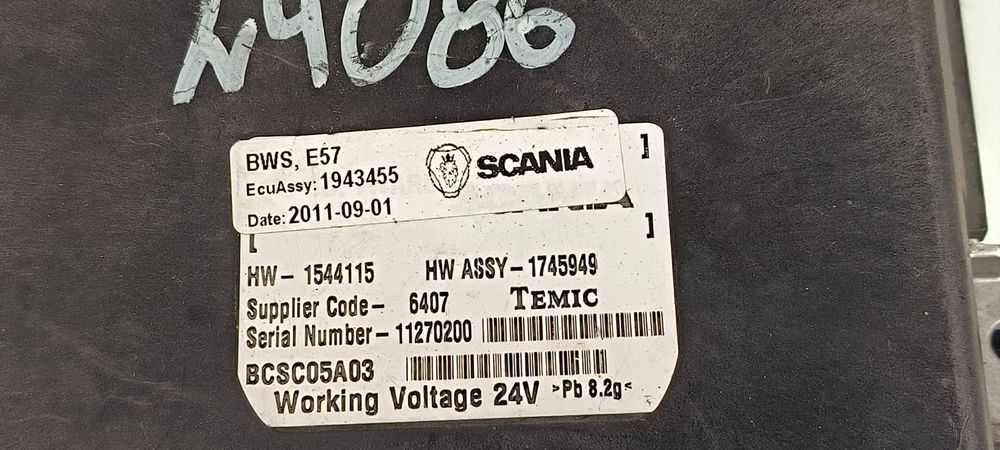 24086
BWS, E57
EcuAssy: 1943455
Date: 2011-09-01
SCANIA
[ ]
]
HW- 1544115 HW ASSY-1745949
Supplier Code- 6407 TEMIC
Serial Number-11270200
BCSC05A03
Working Voltage 24V >Pb 8.2g<